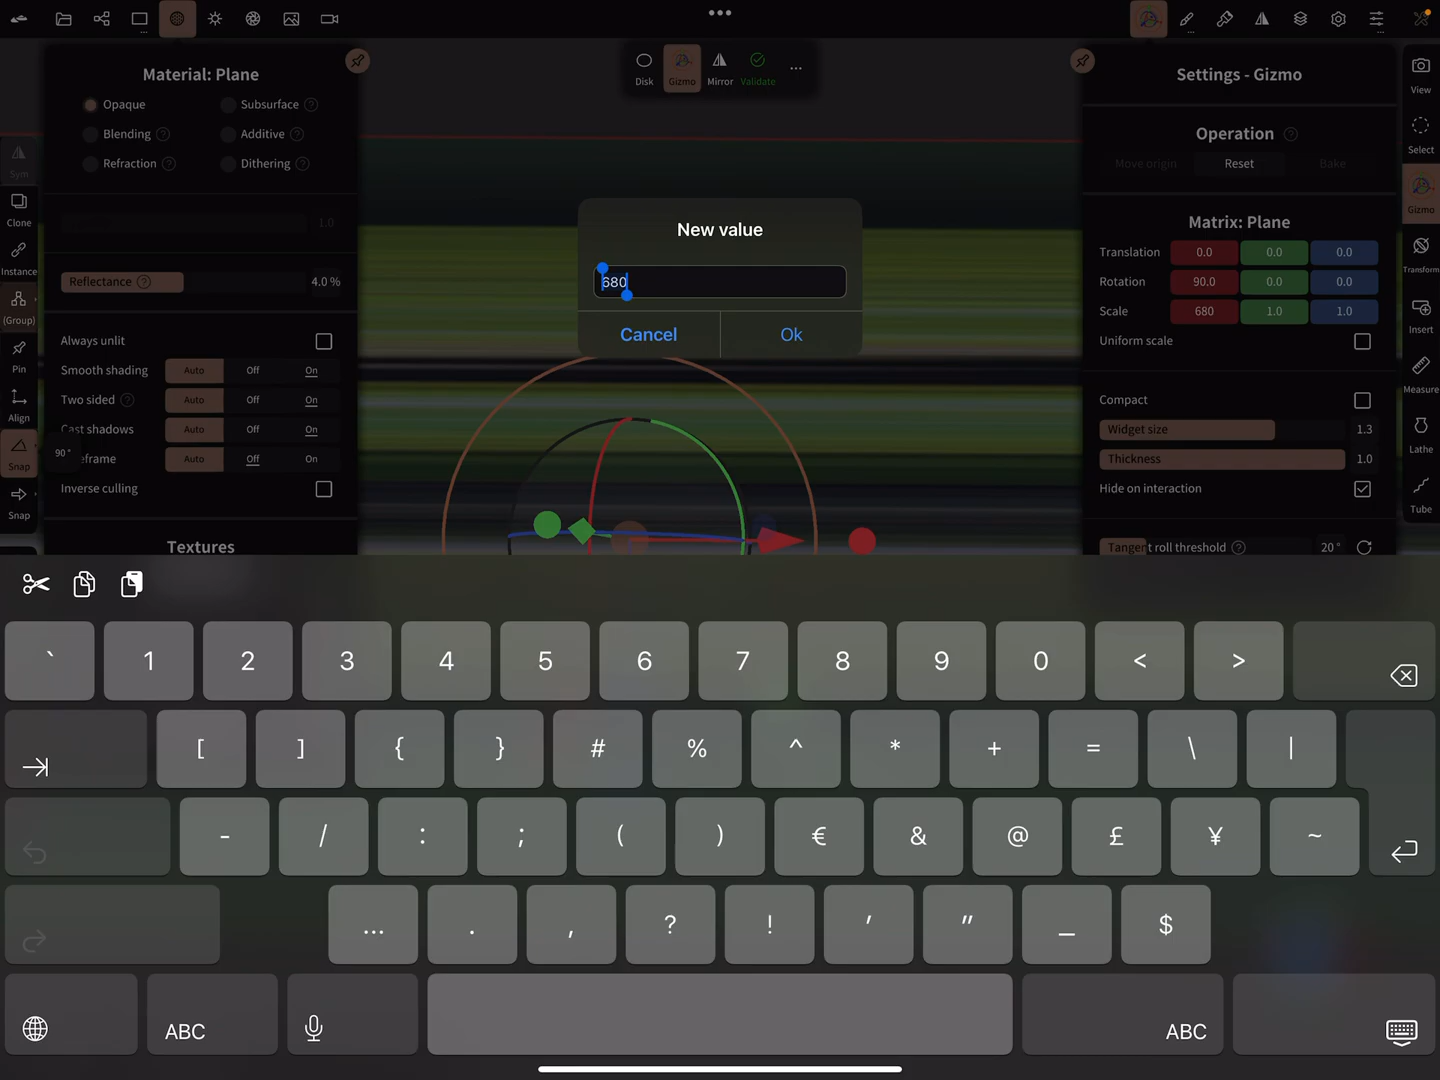 •••
Disk
Gizmo
Mirror
Validate
...
Material: Plane
Opaque
Subsurface ?
Blending ?
Additive ?
Refraction ?
Dithering ?
1.0
Reflectance ? 4.0 %
Always unlit
Smooth shading Auto Off On
Two sided ? Auto Off On
Cast shadows Auto Off On
90° eframe Auto Off On
Inverse culling
Textures
Sym
Clone
Instance
(Group)
Pin
Align
Snap
Snap
New value
680
Cancel
Ok
Settings - Gizmo
Operation ?
Move origin Reset Bake
Matrix: Plane
Translation 0.0 0.0 0.0
Rotation 90.0 0.0 0.0
Scale 680 1.0 1.0
Uniform scale
Compact
Widget size 1.3
Thickness 1.0
Hide on interaction
Tangent roll threshold ? 20 °
View
Select
Gizmo
Transform
Insert
Measure
Lathe
Tube
` 1 2 3 4 5 6 7 8 9 0 < >
[ ] { } # % ^ * + = \ |
- / : ; ( ) € & @ £ ¥ ~
... . , ? ! ' " _ $
ABC ABC